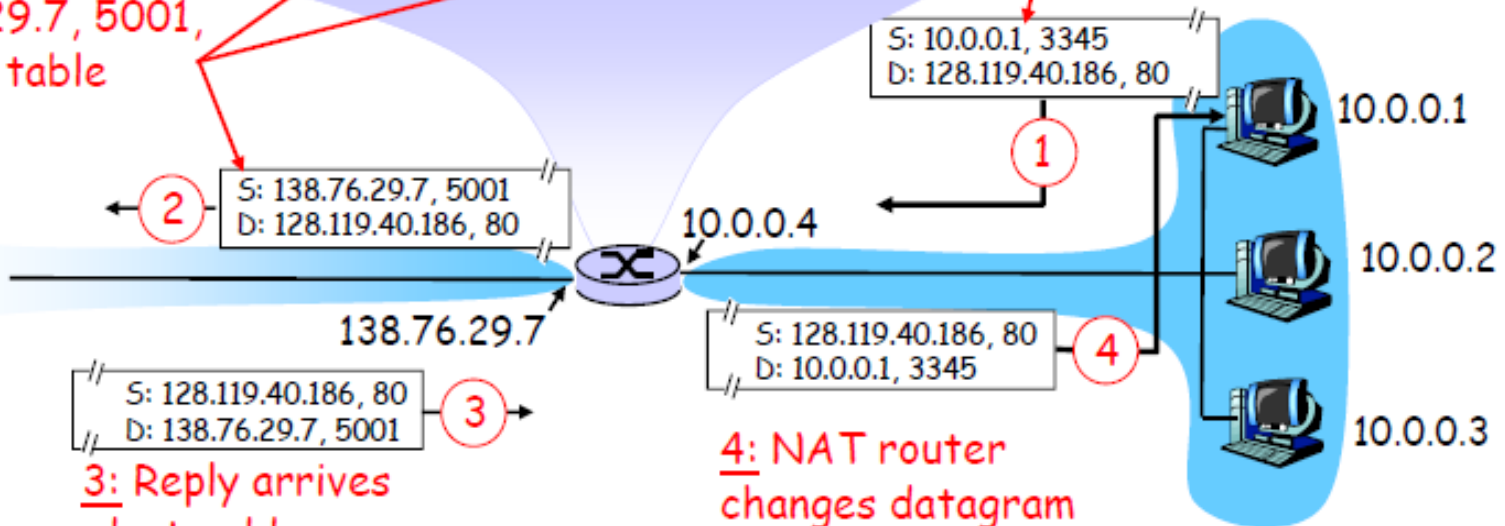 29.7, 5001,
table
S: 10.0.0.1, 3345
D: 128.119.40.186, 80
1
10.0.0.1
2
S: 138.76.29.7, 5001
D: 128.119.40.186, 80
10.0.0.4
10.0.0.2
138.76.29.7
S: 128.119.40.186, 80
D: 10.0.0.1, 3345
4
S: 128.119.40.186, 80
D: 138.76.29.7, 5001
3
10.0.0.3
3: Reply arrives
4: NAT router
changes datagram